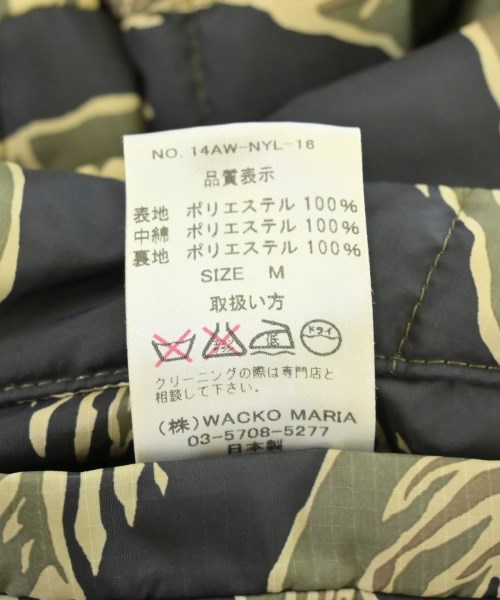 NO. 14AW-NYL-16
品質表示
表地 ポリエステル 100%
中綿 ポリエステル 100%
裏地 ポリエステル 100%
SIZE M
取扱い方
低 ドライ
クリーニングの際は専門店と
相談して下さい
(株)WACKO MARIA
03-5708-5277
日本製